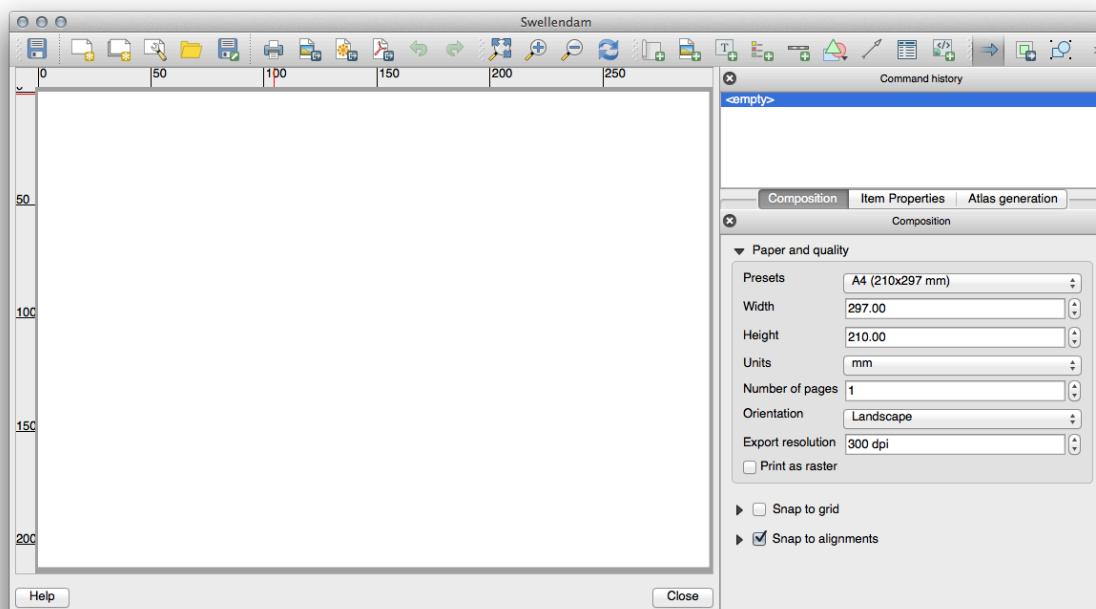 Swellendam
0 50 100 150 200 250
Command history
0
<empty>
50
Composition Item Properties Atlas generation
Composition
Paper and quality
Presets A4 (210x297 mm)
Width 297.00
100
Height 210.00
Units mm
Number of pages 1
Orientation Landscape
150
Export resolution 300 dpi
Print as raster
Snap to grid
200
Snap to alignments
Help Close